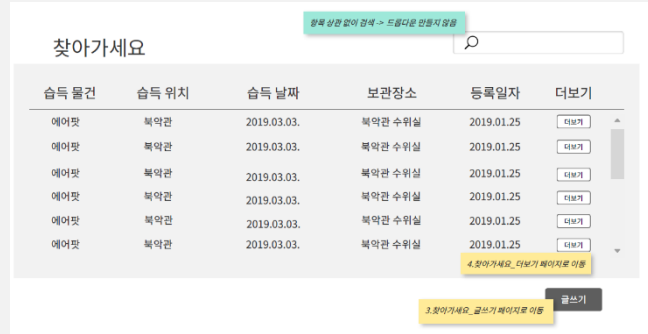 항목 상관 없이 검색 -> 드롭다운 만들지 않음
찾아가세요
습득 물건 습득 위치 습득 날짜 보관장소 등록일자 더보기
에어팟 북악관 2019.03.03. 북악관 수위실 2019.01.25 더보기
에어팟 북악관 2019.03.03. 북악관 수위실 2019.01.25 더보기
에어팟 북악관 2019.03.03. 북악관 수위실 2019.01.25 더보기
에어팟 북악관 2019.03.03. 북악관 수위실 2019.01.25 더보기
에어팟 북악관 2019.03.03. 북악관 수위실 2019.01.25 더보기
에어팟 북악관 2019.03.03. 북악관 수위실 2019.01.25 더보기
4.찾아가세요_더보기 페이지로 이동
글쓰기
3.찾아가세요_글쓰기 페이지로 이동